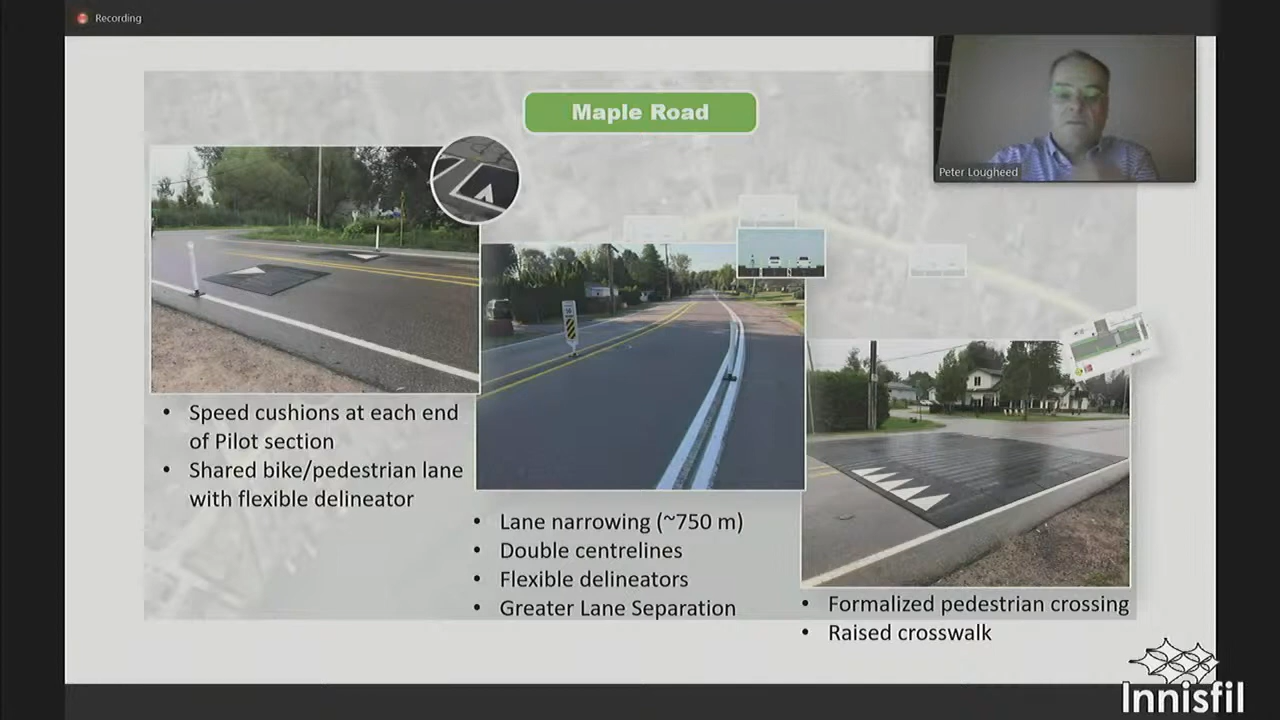 Recording
Maple Road
Peter Lougheed
• Speed cushions at each end
of Pilot section
• Shared bike/pedestrian lane
with flexible delineator
• Lane narrowing (~750 m)
• Double centrelines
• Flexible delineators
• Greater Lane Separation
• Formalized pedestrian crossing
• Raised crosswalk
Innisfil